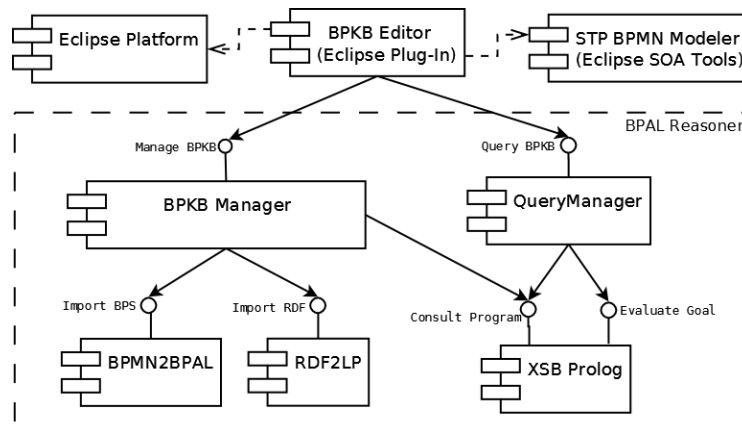 Eclipse Platform
BPKB Editor
(Eclipse Plug-In)
STP BPMN Modeler
(Eclipse SOA Tools)
BPAL Reasoner
Manage BPKB
Query BPKB
BPKB Manager
QueryManager
Import BPS
Import RDF
Consult Program
Evaluate Goal
BPMN2BPAL
RDF2LP
XSB Prolog